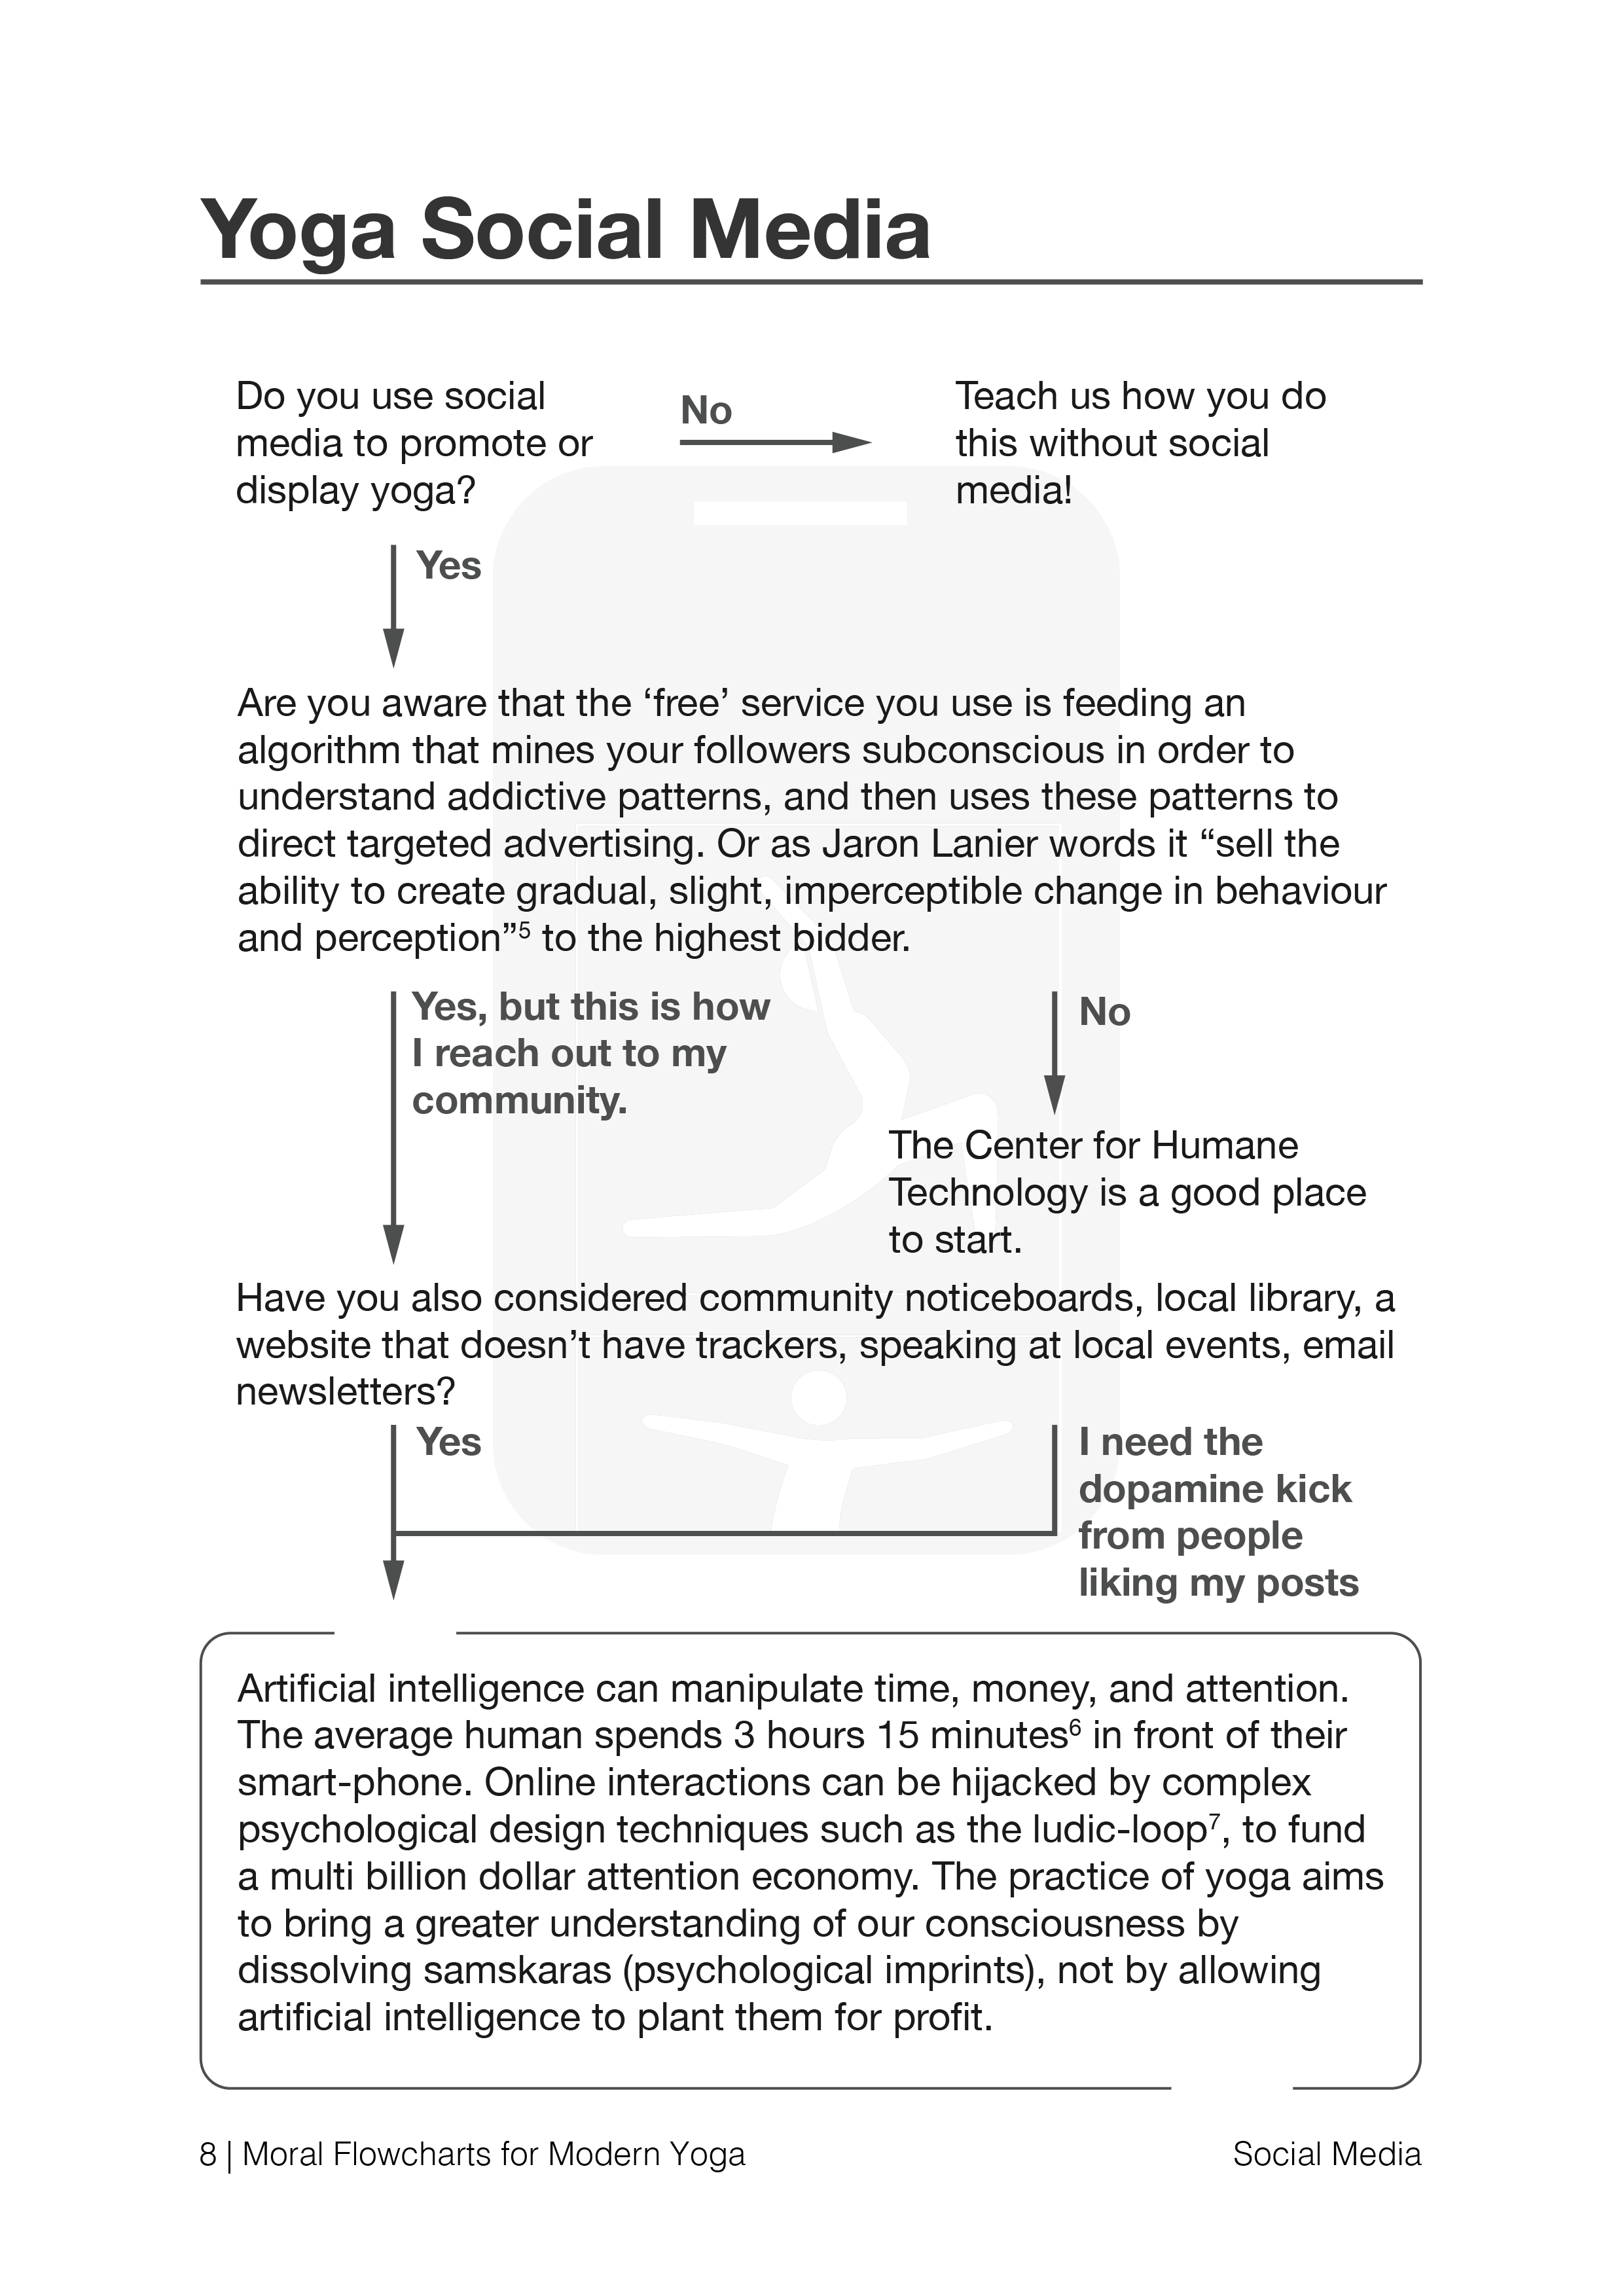 Yoga Social Media
Do you use social
media to promote or
display yoga?
No
Teach us how you do
this without social
media!
Yes
Are you aware that the ‘free’ service you use is feeding an
algorithm that mines your followers subconscious in order to
understand addictive patterns, and then uses these patterns to
direct targeted advertising. Or as Jaron Lanier words it “sell the
ability to create gradual, slight, imperceptible change in behaviour
and perception”⁵ to the highest bidder.
Yes, but this is how
I reach out to my
community.
No
The Center for Humane
Technology is a good place
to start.
Have you also considered community noticeboards, local library, a
website that doesn’t have trackers, speaking at local events, email
newsletters?
Yes
I need the
dopamine kick
from people
liking my posts
Artificial intelligence can manipulate time, money, and attention.
The average human spends 3 hours 15 minutes⁶ in front of their
smart-phone. Online interactions can be hijacked by complex
psychological design techniques such as the ludic-loop⁷, to fund
a multi billion dollar attention economy. The practice of yoga aims
to bring a greater understanding of our consciousness by
dissolving samskaras (psychological imprints), not by allowing
artificial intelligence to plant them for profit.
8 | Moral Flowcharts for Modern Yoga
Social Media